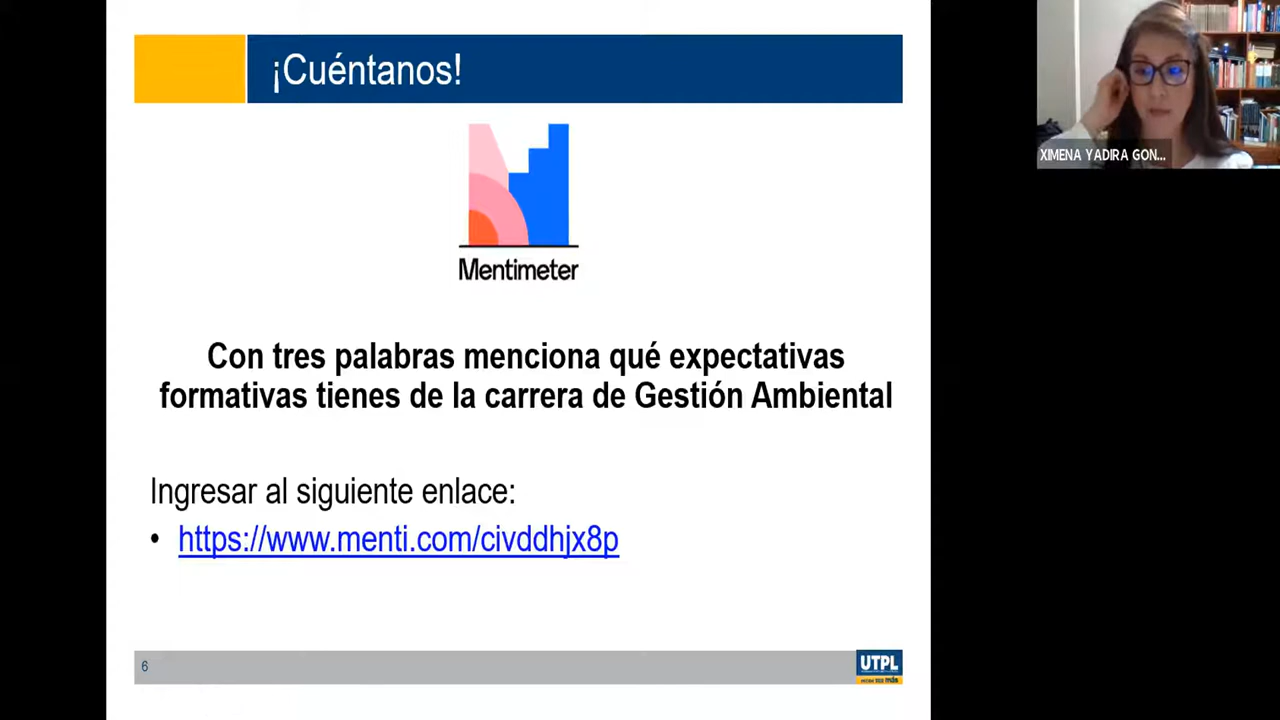 ¡Cuéntanos!
XIMENA YADIRA GON...
Mentimeter
Con tres palabras menciona qué expectativas
formativas tienes de la carrera de Gestión Ambiental
Ingresar al siguiente enlace:
• https://www.menti.com/civddhjx8p
6
UTPL